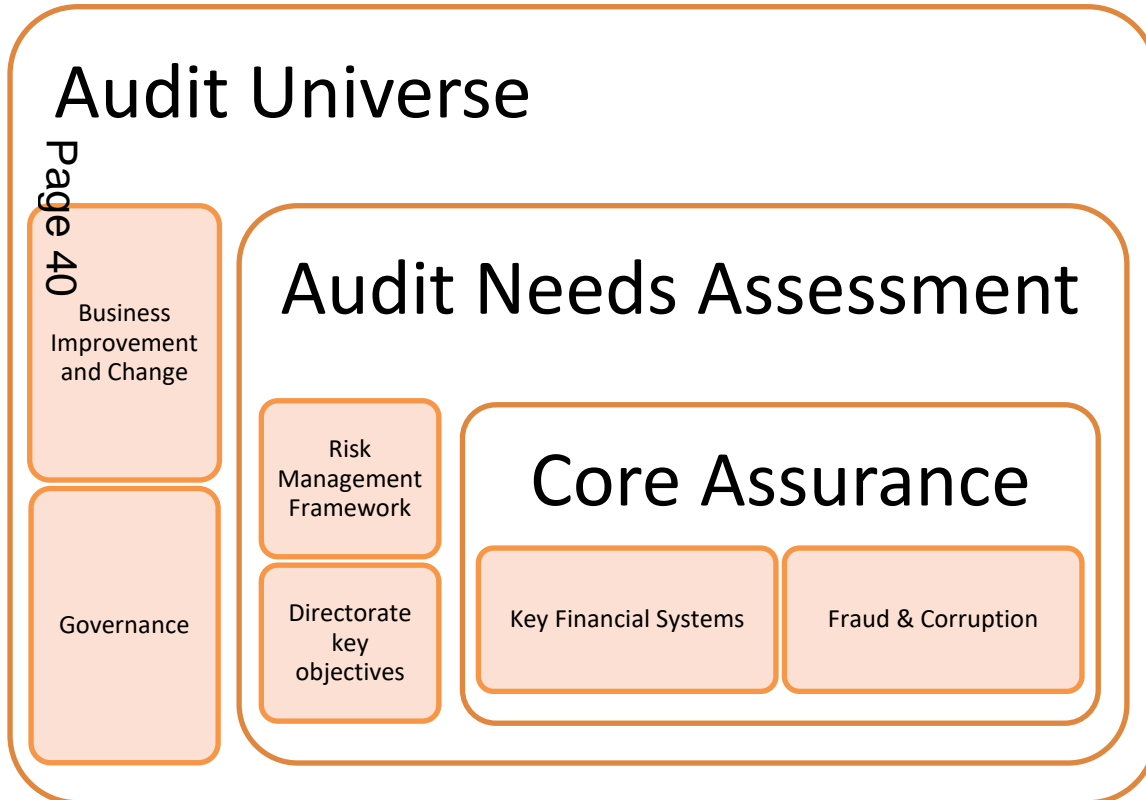 Audit Universe
Page 40
Business
Improvement
and Change
Governance
Audit Needs Assessment
Risk
Management
Framework
Directorate
key
objectives
Core Assurance
Key Financial Systems
Fraud & Corruption